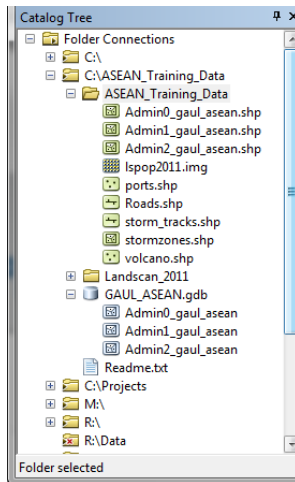 Catalog Tree
Folder Connections
C:\
C:\ASEAN_Training_Data
ASEAN_Training_Data
Admin0_gaul_asean.shp
Admin1_gaul_asean.shp
Admin2_gaul_asean.shp
lspop2011.img
ports.shp
Roads.shp
storm_tracks.shp
stormzones.shp
volcano.shp
Landscan_2011
GAUL_ASEAN.gdb
Admin0_gaul_asean
Admin1_gaul_asean
Admin2_gaul_asean
Readme.txt
C:\Projects
M:\
R:\
R:\Data
Folder selected